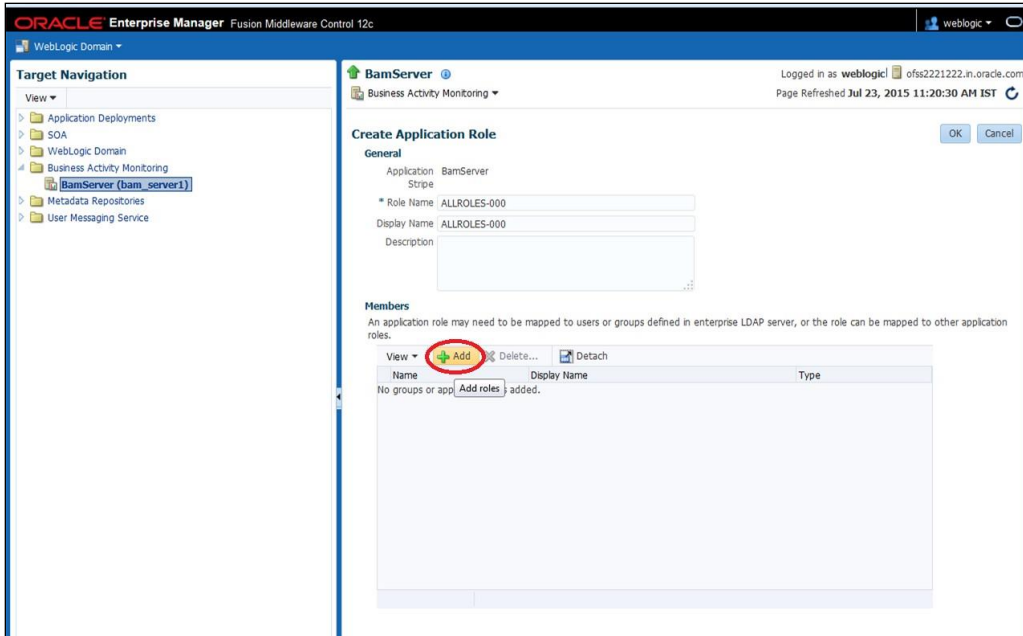 ORACLE Enterprise Manager Fusion Middleware Control 12c
weblogic
WebLogic Domain
Target Navigation
View
Application Deployments
SOA
WebLogic Domain
Business Activity Monitoring
BamServer (bam_server1)
Metadata Repositories
User Messaging Service
BamServer
Logged in as weblogic| ofss2221222.in.oracle.com
Business Activity Monitoring
Page Refreshed Jul 23, 2015 11:20:30 AM IST
Create Application Role
OK Cancel
General
Application Stripe BamServer
* Role Name ALLROLES-000
Display Name ALLROLES-000
Description
Members
An application role may need to be mapped to users or groups defined in enterprise LDAP server, or the role can be mapped to other application
roles.
View Add Delete... Detach
Name Display Name Type
No groups or app s added.
Add roles